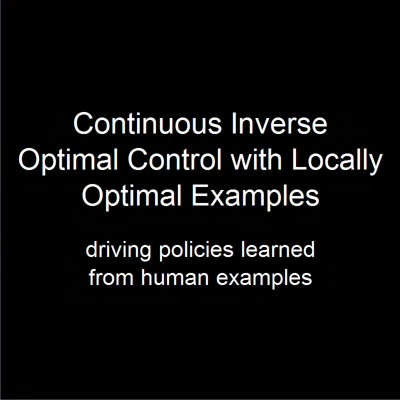 Continuous Inverse
Optimal Control with Locally
Optimal Examples
driving policies learned
from human examples